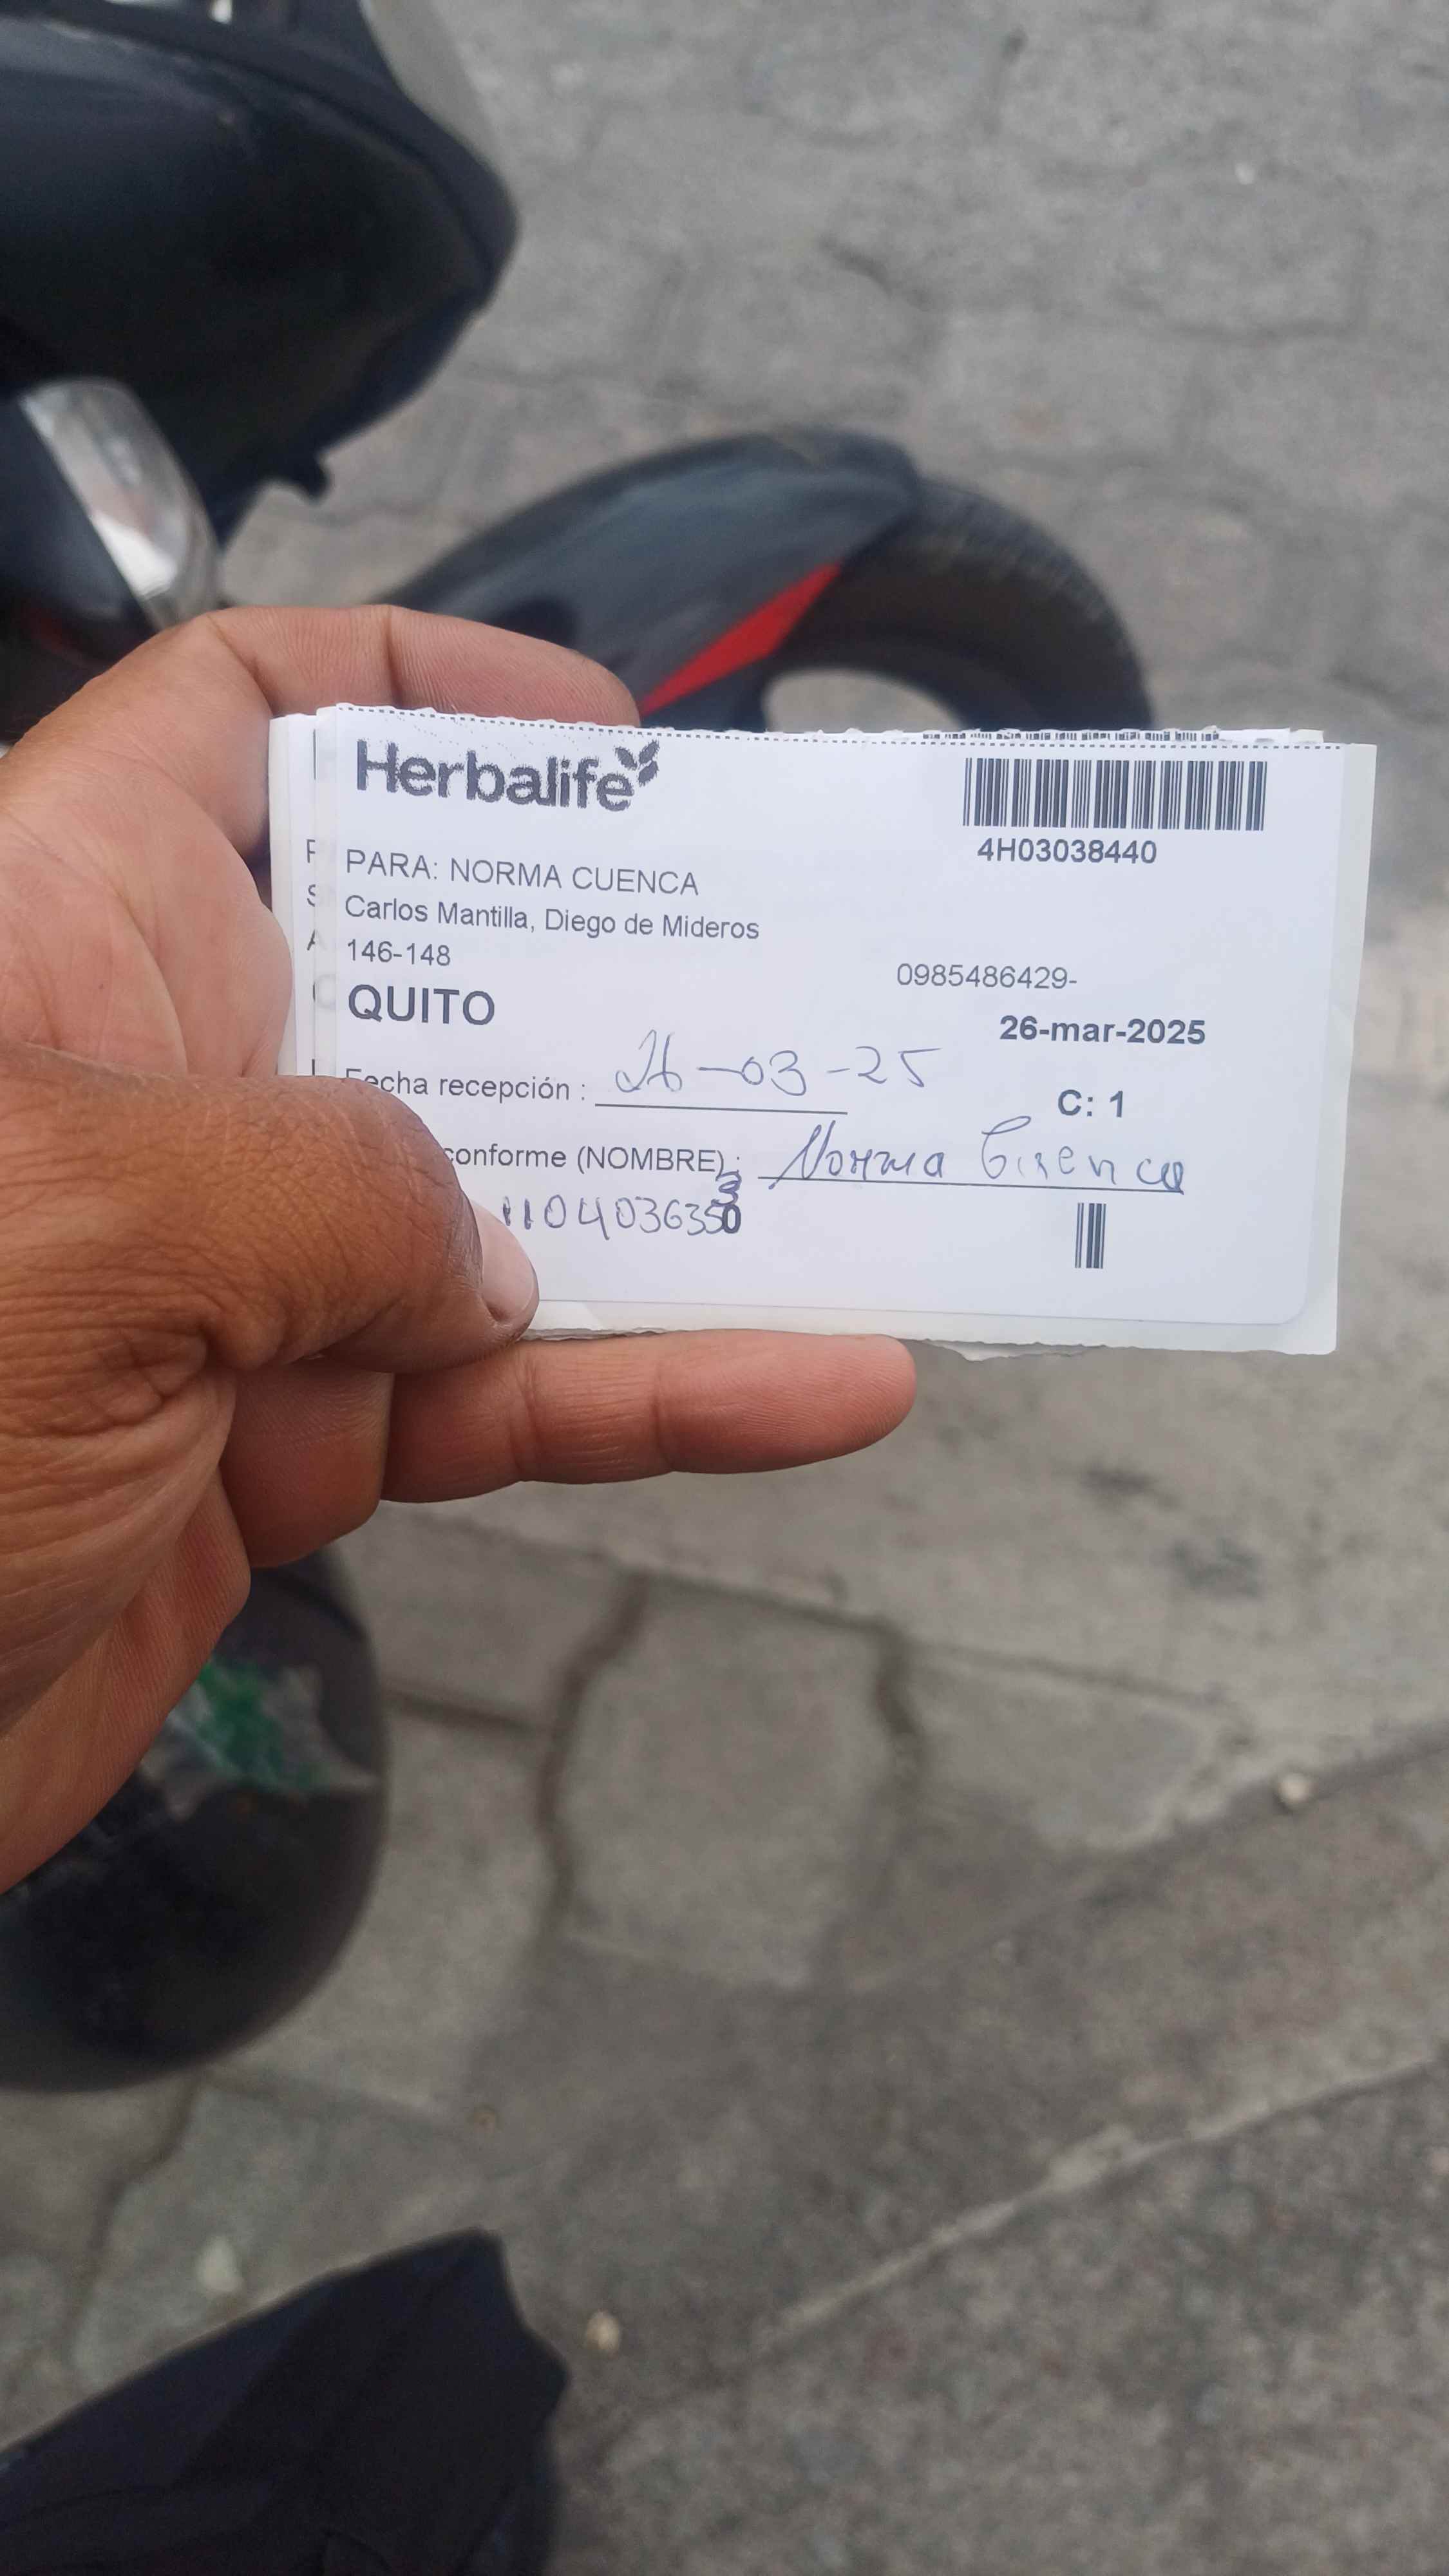 Herbalife
4H03038440
PARA: NORMA CUENCA
Carlos Mantilla, Diego de Mideros
146-148
0985486429-
QUITO
26-mar-2025
Fecha recepción : 26-03-25
C: 1
conforme (NOMBRE) : Norma Cuenca